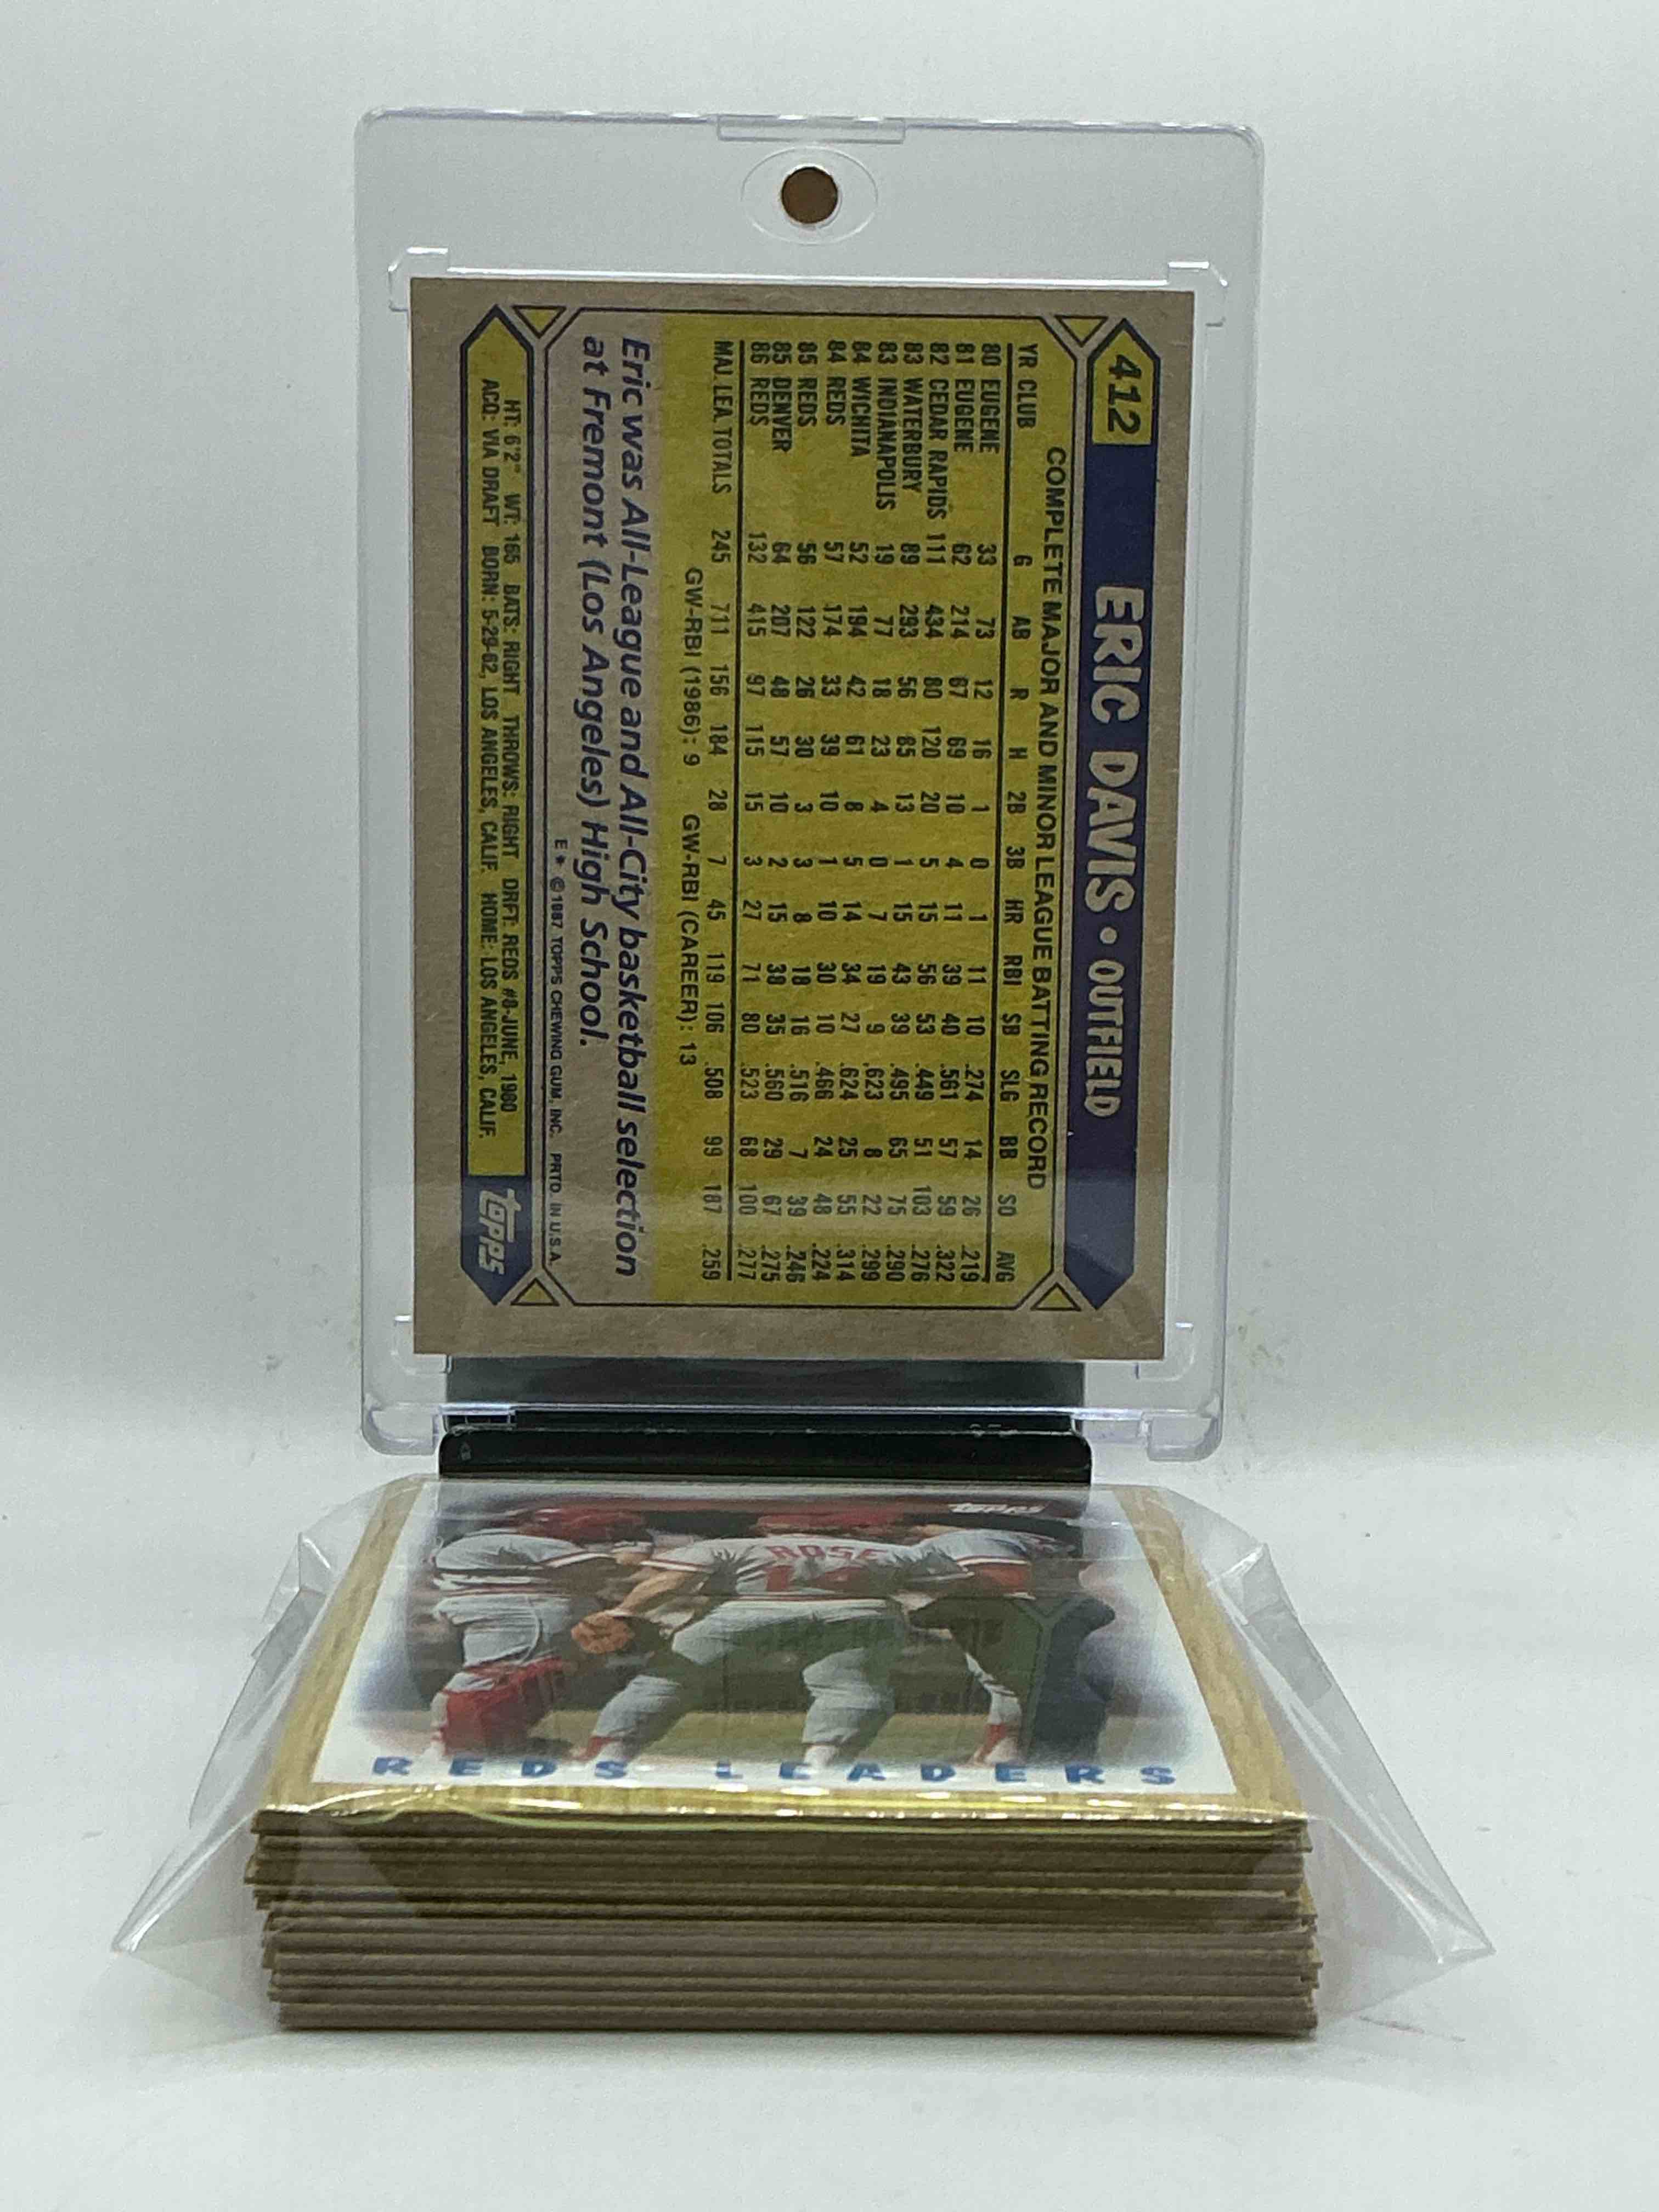 412 ERIC DAVIS • OUTFIELD
COMPLETE MAJOR AND MINOR LEAGUE BATTING RECORD
YR CLUB G AB R H 2B 3B HR RBI SB SLG BB SO AVG
80 EUGENE 33 73 12 16 1 0 1 11 10 .274 14 26 .219
81 EUGENE 62 214 67 69 10 4 11 39 40 .561 57 59 .322
82 CEDAR RAPIDS 111 434 80 120 20 5 15 56 53 .449 51 103 .276
83 WATERBURY 89 293 56 85 13 1 15 43 39 .495 65 75 .290
83 INDIANAPOLIS 19 77 18 23 4 0 7 19 9 .623 8 22 .299
84 WICHITA 52 194 42 61 8 5 14 34 27 .624 25 55 .314
84 REDS 57 174 33 39 10 1 10 30 10 .466 24 48 .224
85 REDS 56 122 26 30 3 3 8 18 16 .516 7 39 .246
85 DENVER 64 207 48 57 10 2 15 38 35 .560 29 67 .275
86 REDS 132 415 97 115 15 3 27 71 80 .523 68 100 .277
MAJ. LEA. TOTALS 245 711 156 184 28 7 45 119 106 .508 99 187 .259
GW-RBI (1986): 9 GW-RBI (CAREER): 13
Eric was All-League and All-City basketball selection
at Fremont (Los Angeles) High School.
E* © 1987 TOPPS CHEWING GUM, INC. PRTD. IN U.S.A.
HT: 6'2" WT: 165 BATS: RIGHT THROWS: RIGHT DRFT: REDS #8-JUNE, 1980
ACQ: VIA DRAFT BORN: 5-29-62, LOS ANGELES, CALIF. HOME: LOS ANGELES, CALIF.
topps
topps
ROSE
14
REDS LEADERS